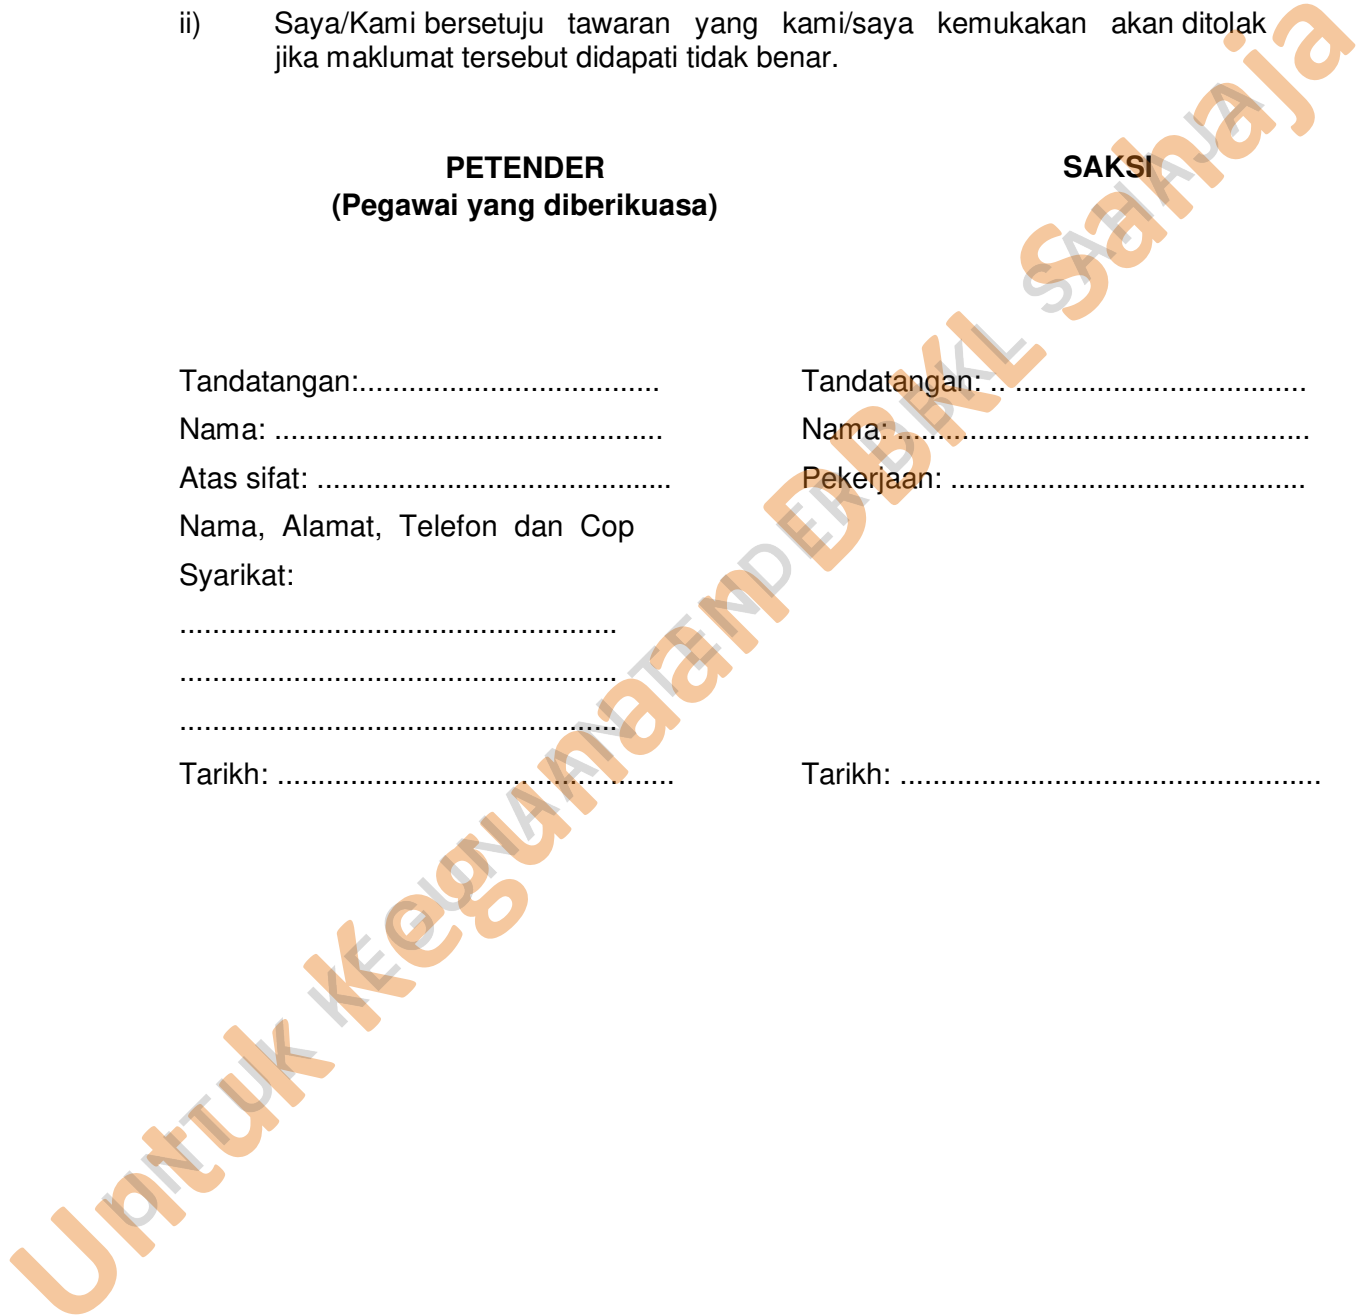 ii) Saya/Kami bersetuju tawaran yang kami/saya kemukakan akan ditolak
jika maklumat tersebut didapati tidak benar.
PETENDER
(Pegawai yang diberikuasa)
SAKSI
Tandatangan:....................................
Nama: ...............................................
Atas sifat: ...........................................
Nama, Alamat, Telefon dan Cop
Syarikat:
.....................................................
.....................................................
.....................................................
Tarikh: ................................................
Tandatangan: .......................................
Nama: ..................................................
Pekerjaan: ...........................................
Tarikh: ...................................................
Untuk Kegunaan DBKL Sahaja
UNTUK KEGUNAAN TENDER DBKL SAHAJA